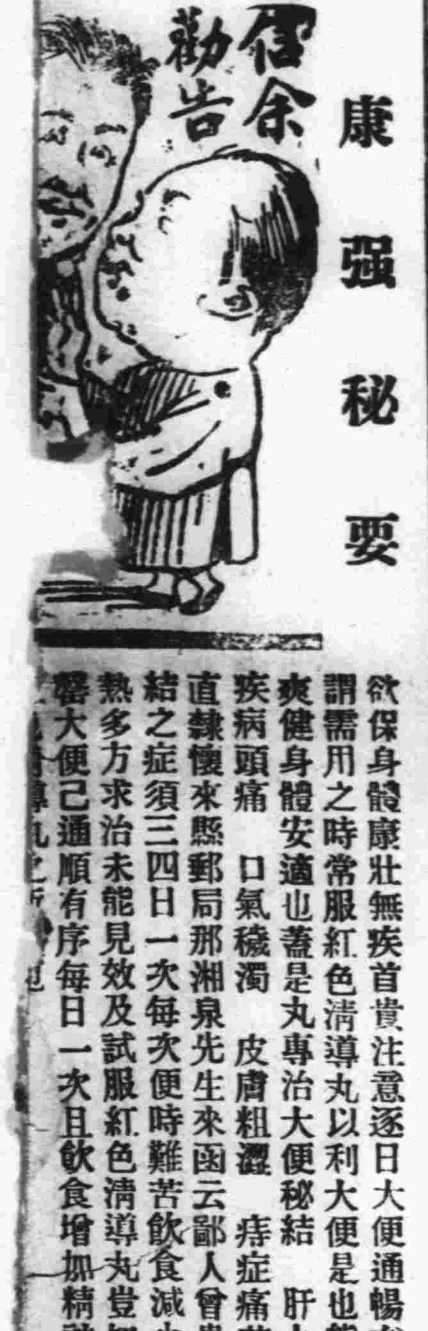 康强秘要
信余
勸告
欲保身體康壯無疾首貴注意逐日大便通暢
謂需用之時常服紅色清導丸以利大便是也
爽健身體安適也蓋是丸專治大便秘結 肝
疾病頭痛 口氣穢濁 皮膚粗澀 痔症痛
直隸懷來縣郵局那湘泉先生來函云鄙人曾
結之症須三四日一次每次便時難苦飲食減
熱多方求治未能見效及試服紅色清導丸豈
罄大便已通順有序每日一次且飲食增加精
導丸之